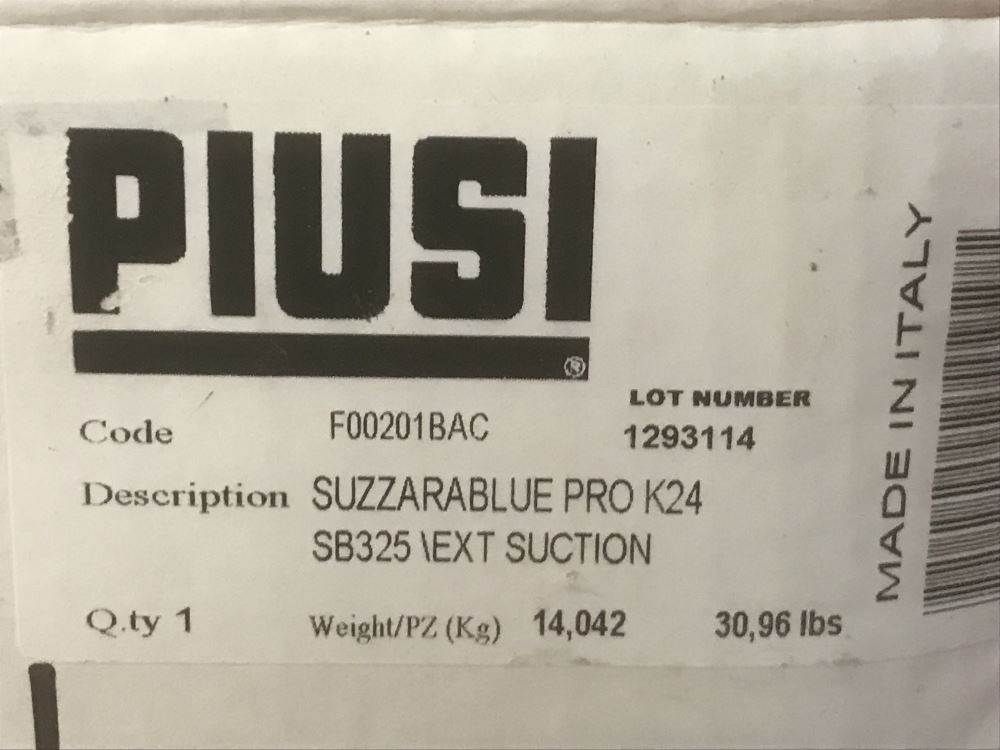 PIUSI
®
LOT NUMBER
Code F00201BAC 1293114
Description SUZZARABLUE PRO K24
SB325 \EXT SUCTION
Q.ty 1 Weight/PZ (Kg) 14,042 30,96 lbs
MADE IN ITALY